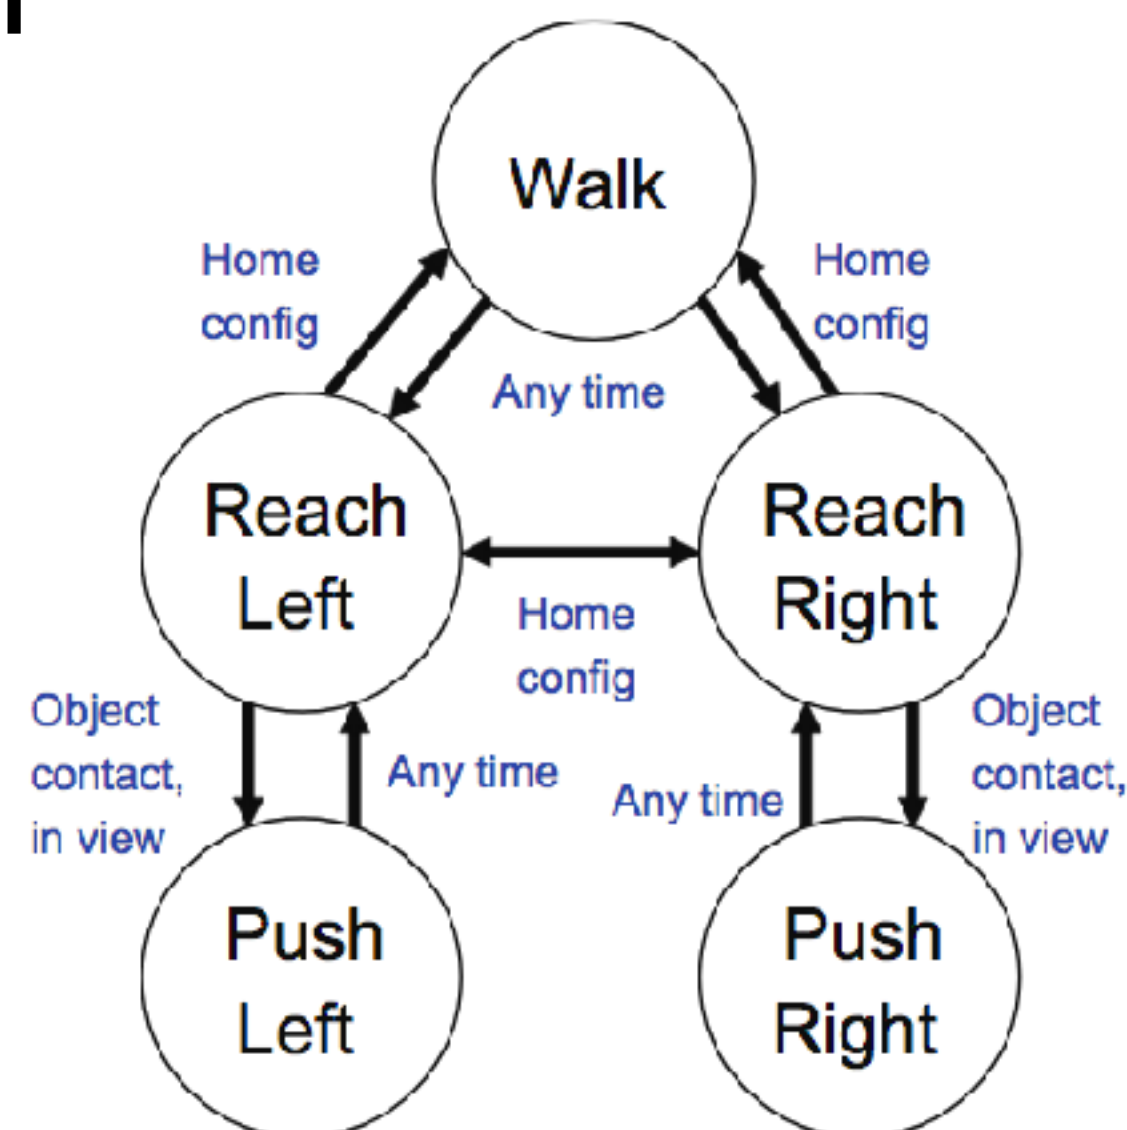 Walk
Home
config
Home
config
Any time
Reach
Left
Reach
Right
Home
config
Object
contact,
in view
Any time
Any time
Object
contact,
in view
Push
Left
Push
Right